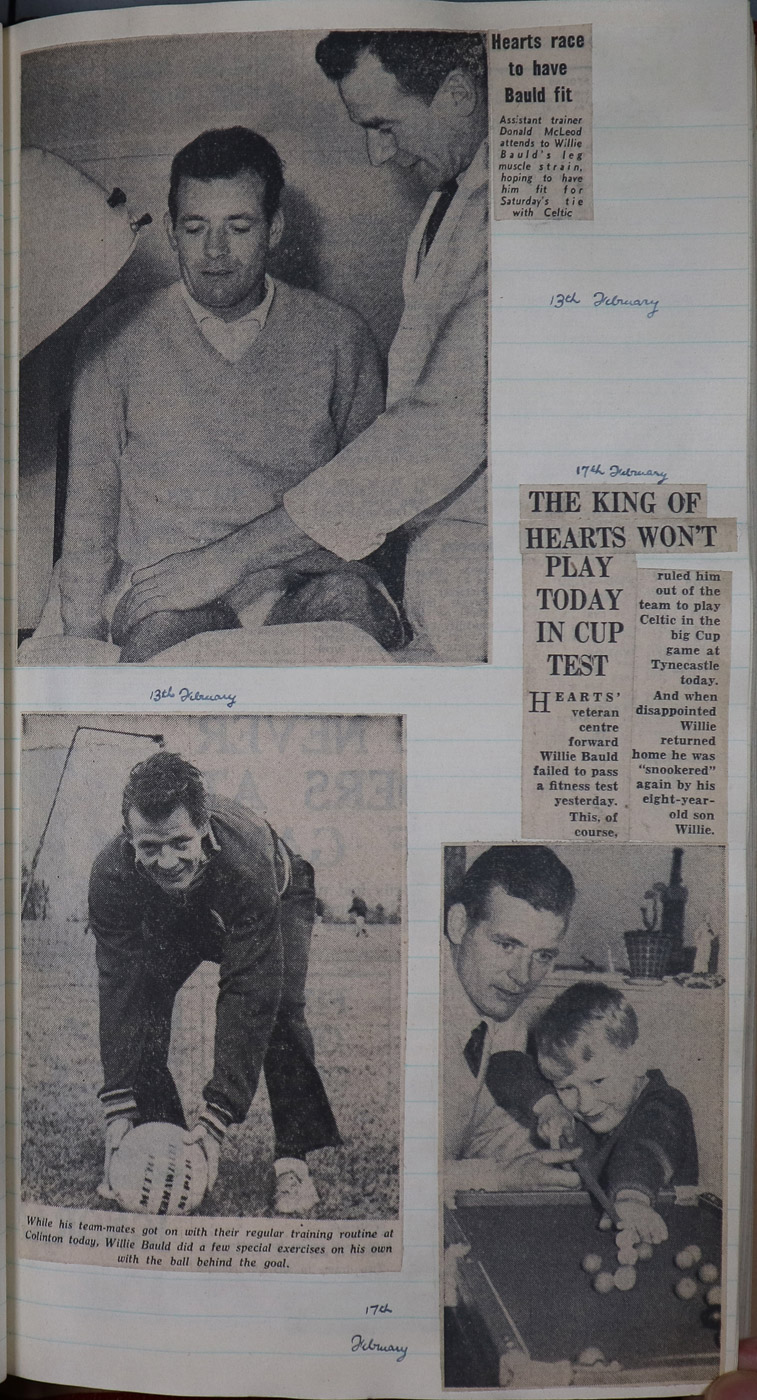 Hearts race
to have
Bauld fit
Assistant trainer
Donald McLeod
attends to Willie
Bauld's leg
muscle strain,
hoping to have
him fit for
Saturday's tie
with Celtic
13th February
17th February
THE KING OF
HEARTS WON'T
PLAY
TODAY
IN CUP
TEST
HEARTS'
veteran
centre
forward
Willie Bauld
failed to pass
a fitness test
yesterday.
This, of
course,
ruled him
out of the
team to play
Celtic in the
big Cup
game at
Tynecastle
today.
And when
disappointed
Willie
returned
home he was
"snookered"
again by his
eight-year-
old son
Willie.
13th February
MITRE
SUPER
While his team-mates got on with their regular training routine at
Colinton today, Willie Bauld did a few special exercises on his own
with the ball behind the goal.
17th
February